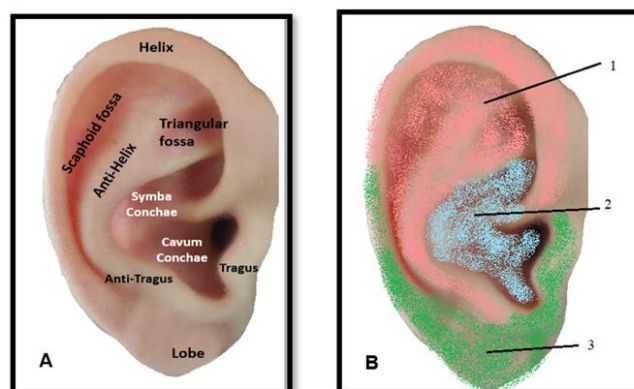 Helix
Scaphoid fossa
Triangular
fossa
Anti-Helix
Symba
Conchae
Cavum
Conchae
Tragus
Anti-Tragus
Lobe
A
1
2
3
B